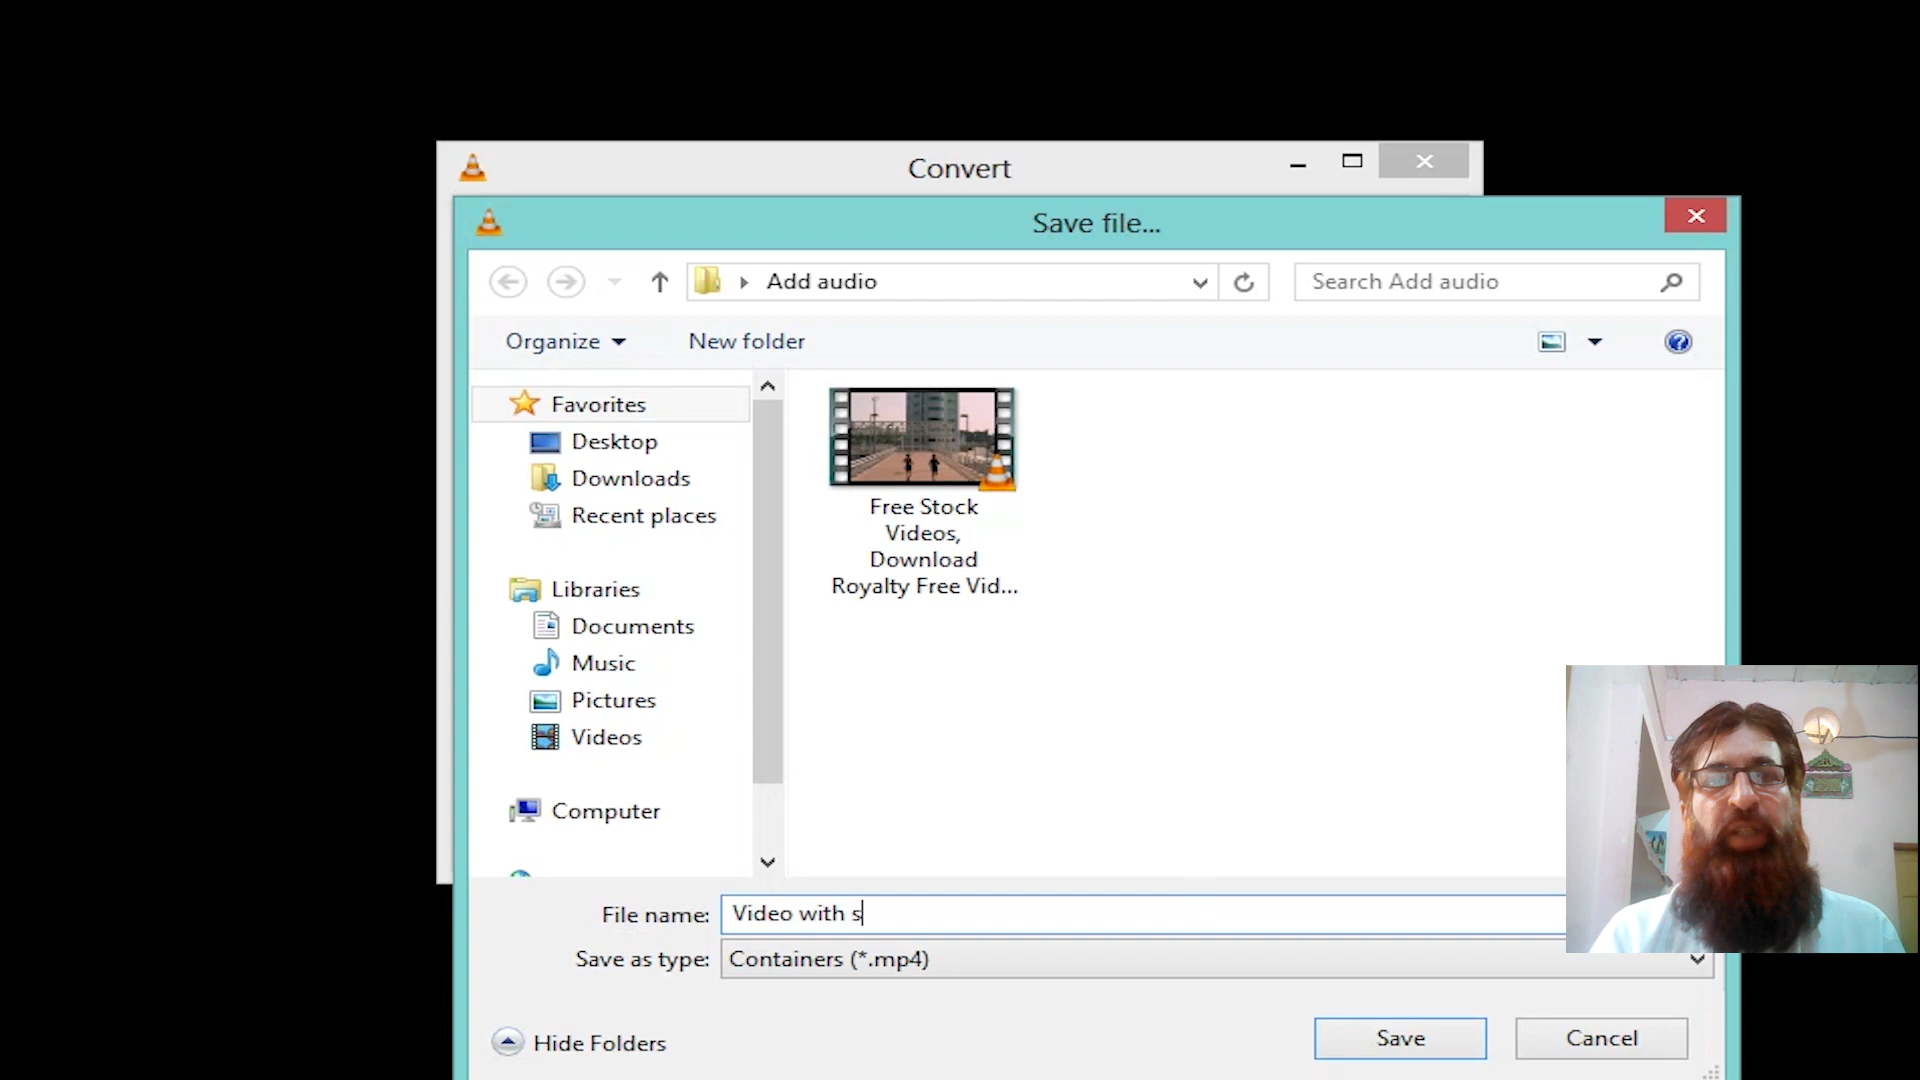 Convert
Save file...
Add audio
Search Add audio
Organize
New folder
Favorites
Desktop
Downloads
Recent places
Libraries
Documents
Music
Pictures
Videos
Computer
Free Stock
Videos,
Download
Royalty Free Vid...
File name: Video with s
Save as type: Containers (*.mp4)
Hide Folders
Save
Cancel